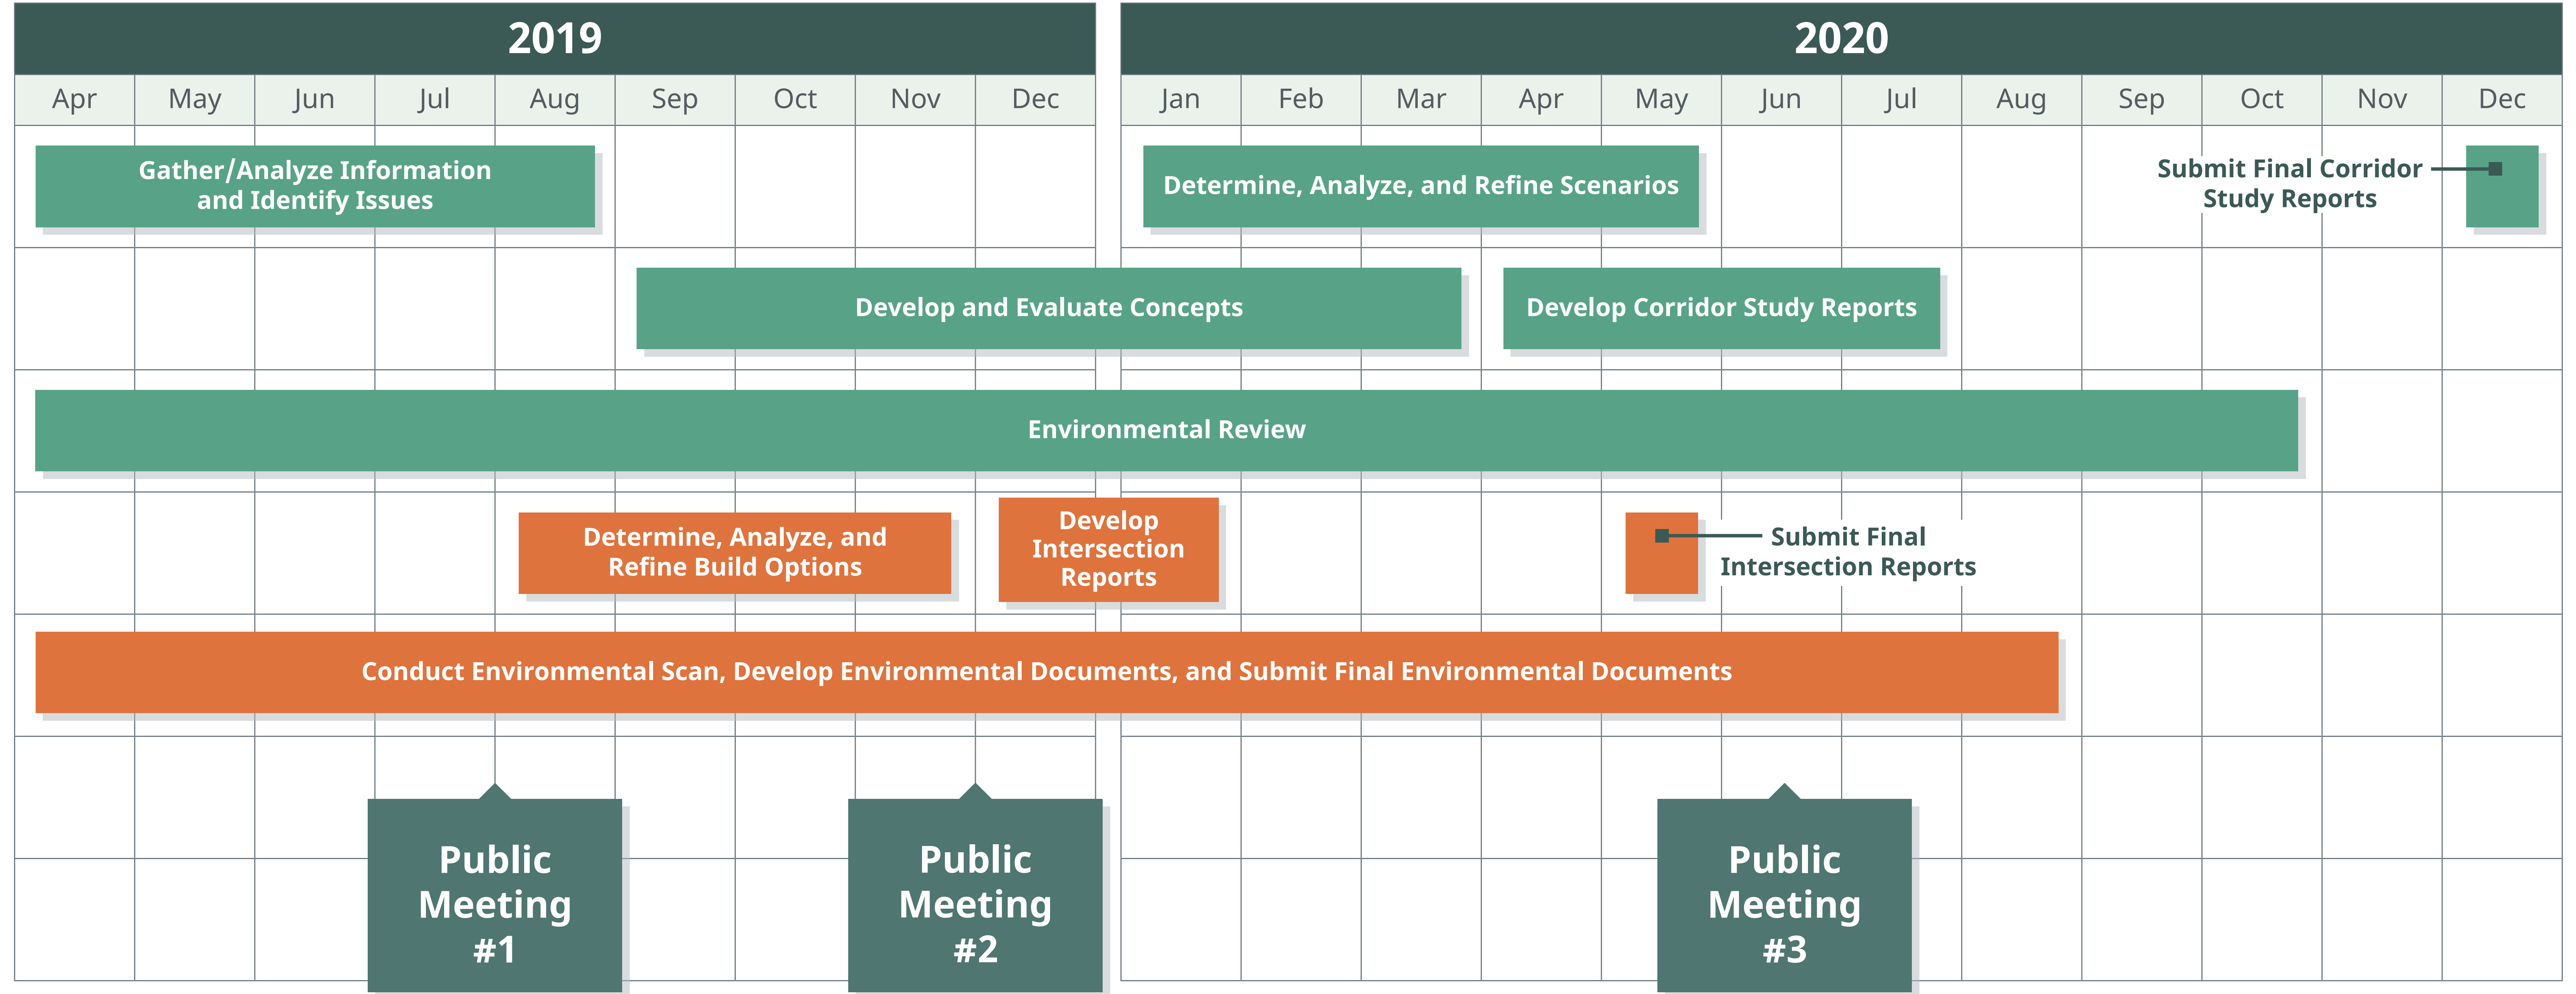 2019
2020
Apr May Jun Jul Aug Sep Oct Nov Dec Jan Feb Mar Apr May Jun Jul Aug Sep Oct Nov Dec
Gather/Analyze Information
and Identify Issues
Determine, Analyze, and Refine Scenarios
Submit Final Corridor
Study Reports
Develop and Evaluate Concepts
Develop Corridor Study Reports
Environmental Review
Determine, Analyze, and
Refine Build Options
Develop
Intersection
Reports
Submit Final
Intersection Reports
Conduct Environmental Scan, Develop Environmental Documents, and Submit Final Environmental Documents
Public
Meeting
#1
Public
Meeting
#2
Public
Meeting
#3